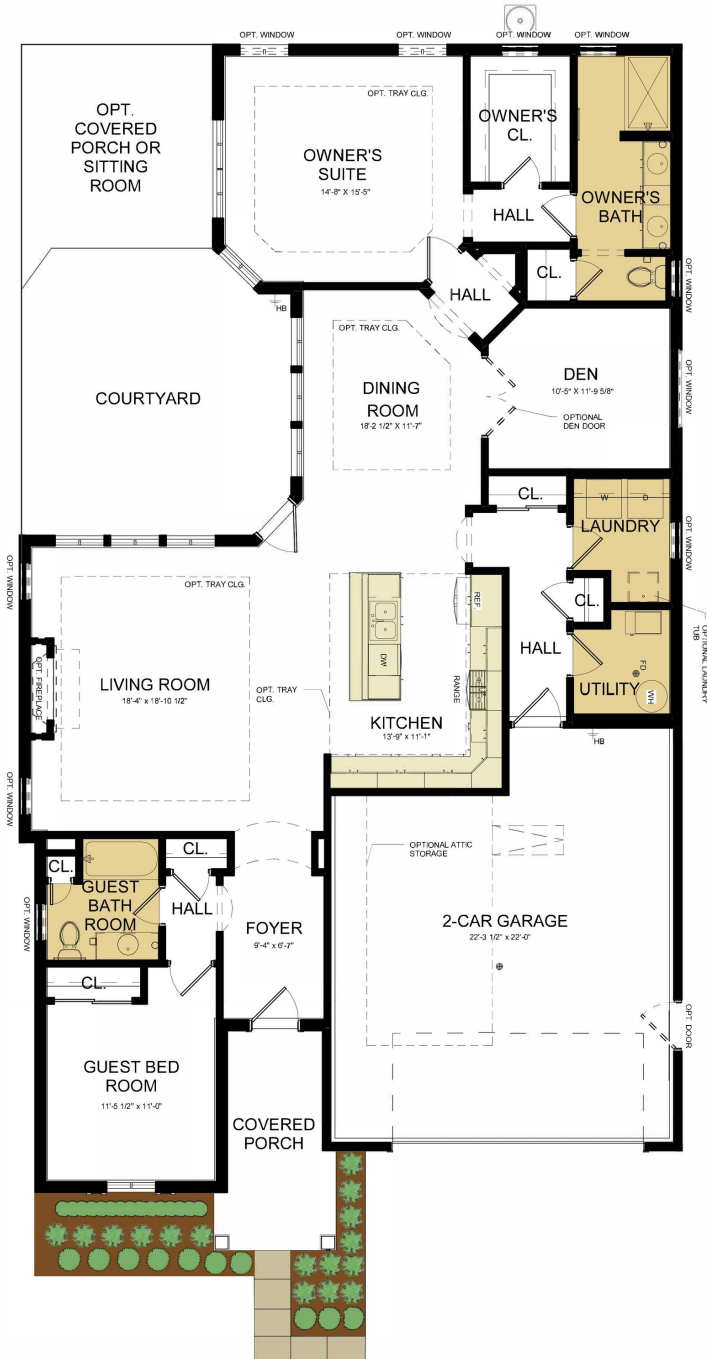 OPT. WINDOW
OPT. WINDOW
OPT. WINDOW
OPT. WINDOW
OPT.
COVERED
PORCH OR
SITTING
ROOM
OPT. TRAY CLG.
OWNER'S
SUITE
14'-8" X 15'-5"
OWNER'S
CL.
HALL
OWNER'S
BATH
CL.
HALL
OPT. WINDOW
HB
COURTYARD
OPT. TRAY CLG.
DINING
ROOM
18'-2 1/2" X 11'-7"
DEN
10'-5" X 11'-9 5/8"
OPTIONAL
DEN DOOR
OPT. WINDOW
CL.
W
D
LAUNDRY
OPT. WINDOW
OPT. WINDOW
OPT. TRAY CLG.
REF
CL.
OPTIONAL LAUNDRY
TUB
HALL
DW
RANGE
FD
UTILITY
WH
OPT. FIREPLACE
LIVING ROOM
18'-4" x 18'-10 1/2"
OPT. TRAY
CLG.
KITCHEN
13'-9" x 11'-1"
HB
OPT. WINDOW
OPTIONAL ATTIC
STORAGE
CL.
CL.
GUEST
BATH
ROOM
HALL
OPT. WINDOW
FOYER
9'-4" x 6'-7"
2-CAR GARAGE
22'-3 1/2" x 22'-0"
CL.
OPT. DOOR
GUEST BED
ROOM
11'-5 1/2" x 11'-0"
COVERED
PORCH